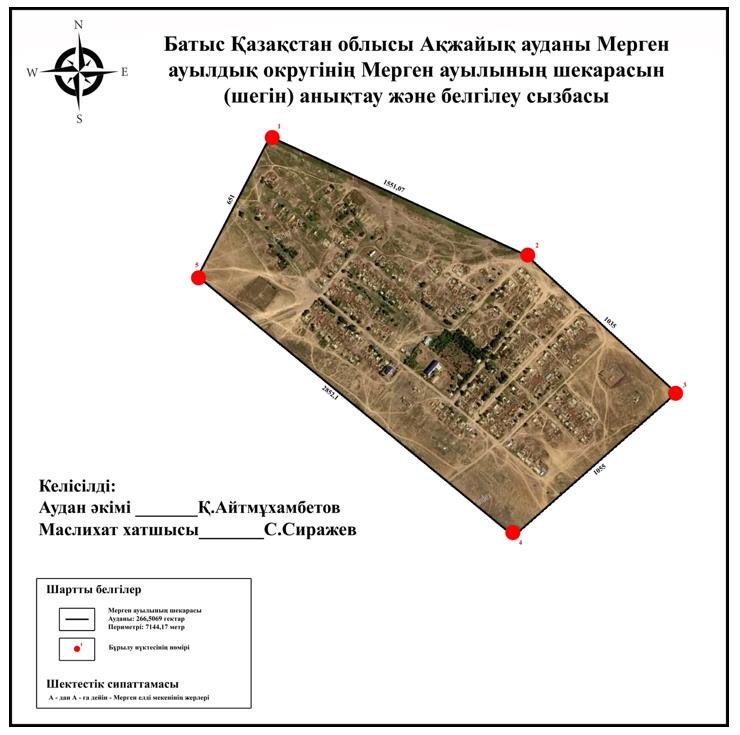 N
W E
S
Батыс Қазақстан облысы Ақжайық ауданы Мерген
ауылдық округінің Мерген ауылының шекарасын
(шегін) анықтау және белгілеу сызбасы
1
1551,07
651
2
5
1035
3
2852,1
1055
4
Келісілді:
Аудан әкімі _______Қ.Айтмұхамбетов
Маслихат хатшысы_______С.Сиражев
Шартты белгілер
Мерген ауылының шекарасы
Ауданы: 266,5069 гектар
Периметрі: 7144,17 метр
1
Бұрылу нүктесінің нөмірі
Шектестік сипаттамасы
А - дан А - ға дейін - Мерген елді мекенінің жерлері